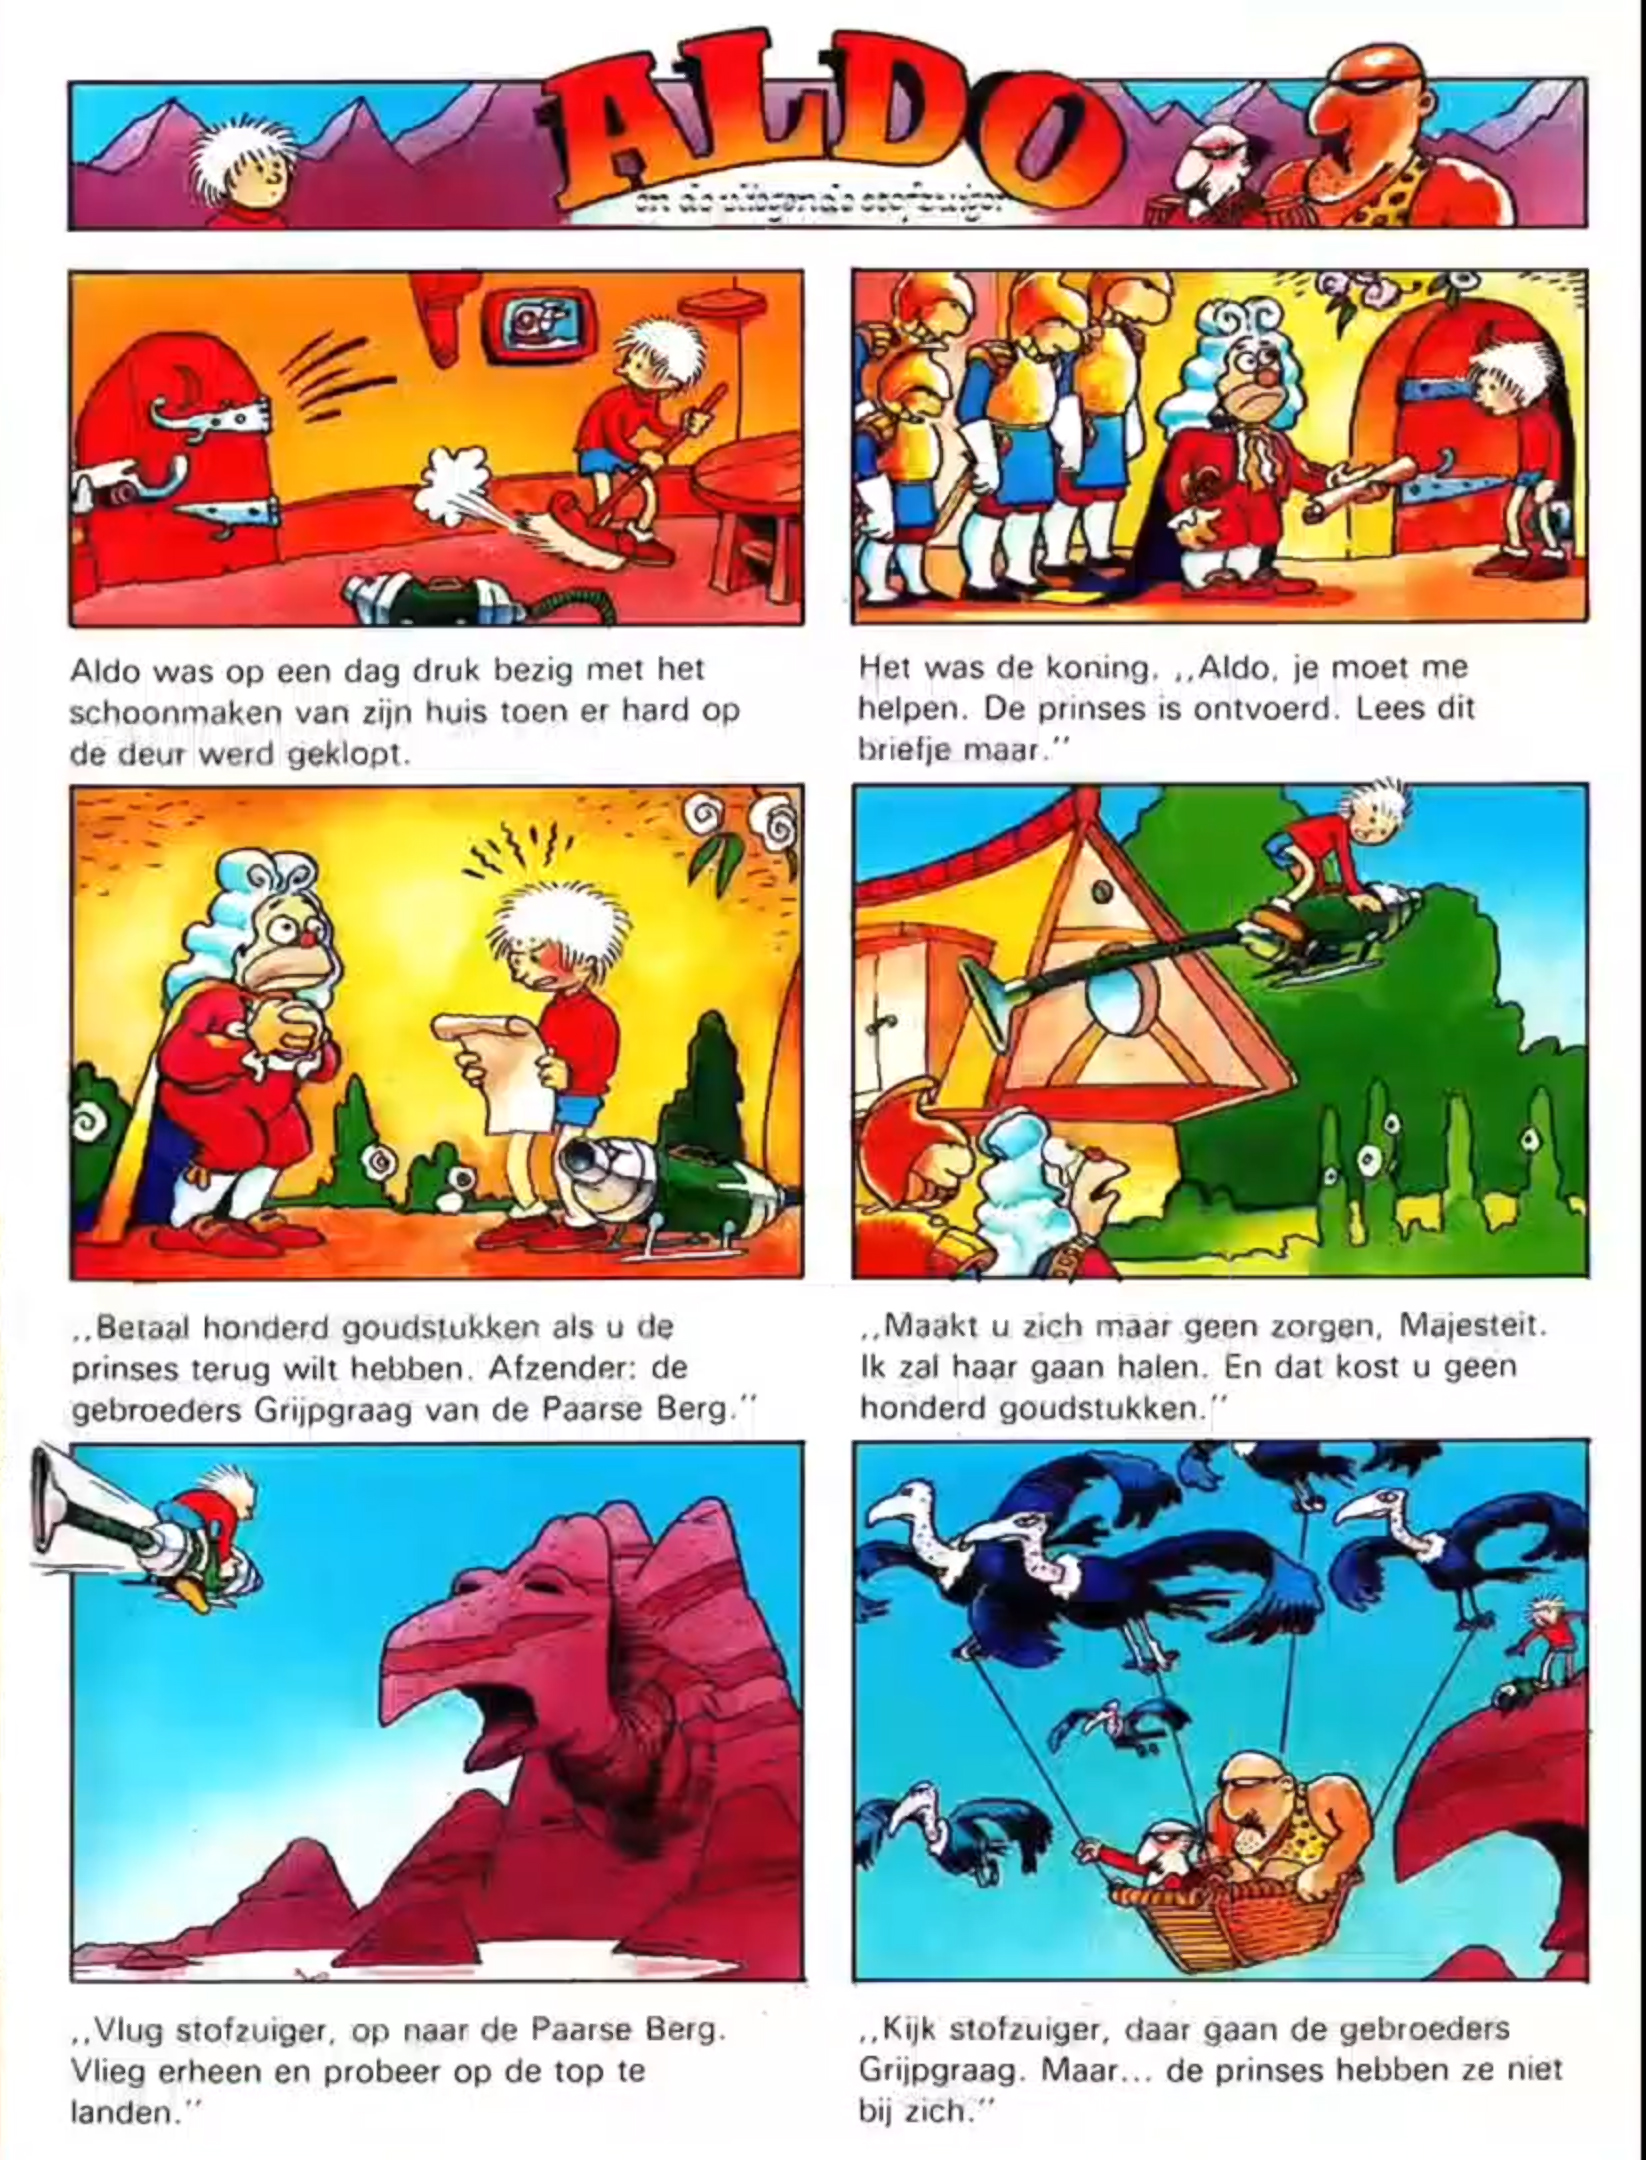 ALDO
en de vliegende stofzuiger
Aldo was op een dag druk bezig met het
schoonmaken van zijn huis toen er hard op
de deur werd geklopt.
Het was de koning. ,,Aldo, je moet me
helpen. De prinses is ontvoerd. Lees dit
briefje maar.''
,,Betaal honderd goudstukken als u de
prinses terug wilt hebben. Afzender: de
gebroeders Grijpgraag van de Paarse Berg.''
,,Maakt u zich maar geen zorgen, Majesteit.
Ik zal haar gaan halen. En dat kost u geen
honderd goudstukken.''
,,Vlug stofzuiger, op naar de Paarse Berg.
Vlieg erheen en probeer op de top te
landen.''
,,Kijk stofzuiger, daar gaan de gebroeders
Grijpgraag. Maar... de prinses hebben ze niet
bij zich.''